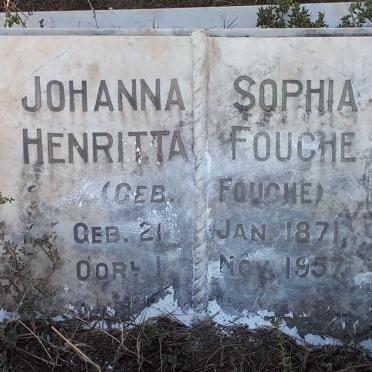 JOHANNA SOPHIA
HENRITTA FOUCHE
(GEB. FOUCHE)
GEB. 21 JAN. 1871,
OORL 1 NOV. 1957